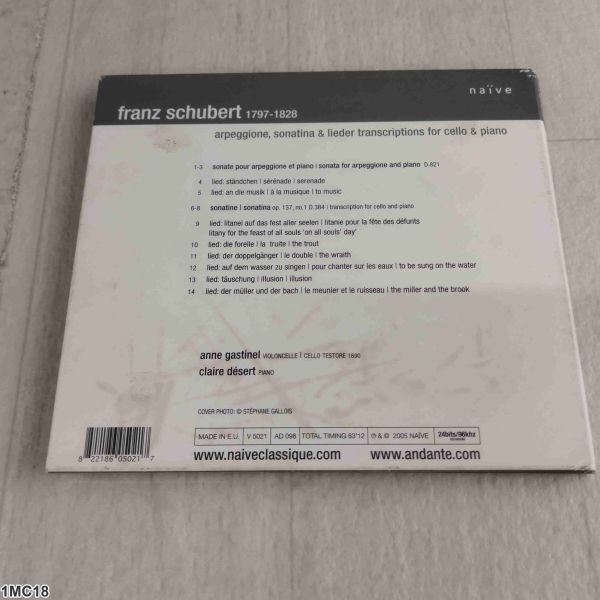 naïve
franz schubert 1797-1828
arpeggione, sonatina & lieder transcriptions for cello & piano
1-3 sonate pour arpeggione et piano | sonata for arpeggione and piano D.821
4 lied: ständchen | sérénade | serenade
5 lied: an die musik | à la musique | to music
6-8 sonatine | sonatina op. 137, no.1 D.384 | transcription for cello and piano
9 lied: litanei auf das fest aller seelen | litanie pour la fête des défunts
litany for the feast of all souls 'on all souls' day'
10 lied: die forelle | la truite | the trout
11 lied: der doppelgänger | le double | the wraith
12 lied: auf dem wasser zu singen | pour chanter sur les eaux | to be sung on the water
13 lied: täuschung | illusion | illusion
14 lied: der müller und der bach | le meunier et le ruisseau | the miller and the brook
anne gastinel VIOLONCELLE | CELLO TESTORE 1690
claire désert PIANO
COVER PHOTO: © STÉPHANE GALLOIS
MADE IN E.U. V 5021 AD 098 TOTAL TIMING 63'12 ℗ & © 2005 NAÏVE 24bits/96khz
8 22186 05021 7
www.naiveclassique.com www.andante.com
1MC18